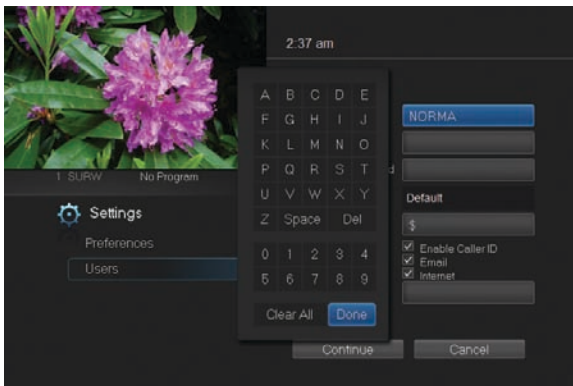 2:37 am
A B C D E
F G H I J
K L M N O
P Q R S T
U V W X Y
Z Space Del
0 1 2 3 4
5 6 7 8 9
Clear All Done
NORMA
d
Default
$
Enable Caller ID
Email
Internet
1 SURW No Program
Settings
Preferences
Users
Continue Cancel